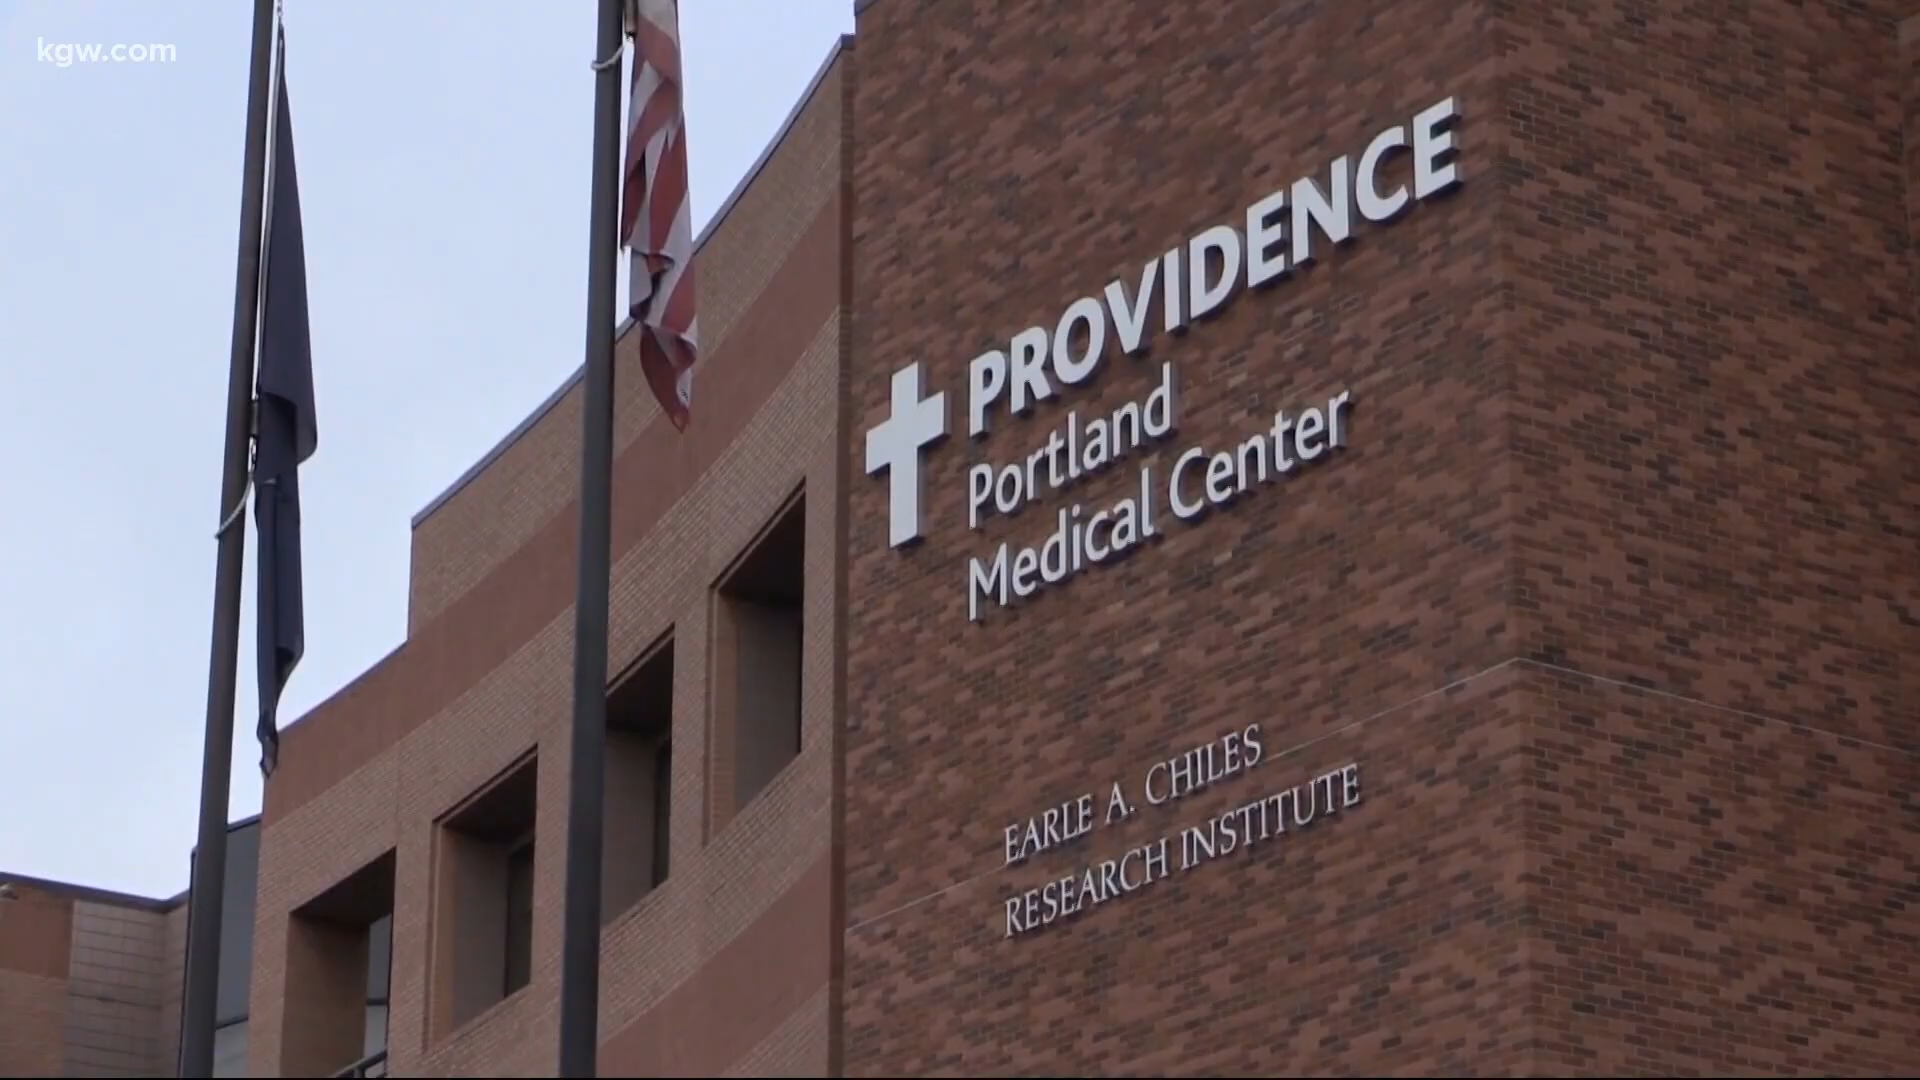 kgw.com
PROVIDENCE
Portland
Medical Center
EARLE A. CHILES
RESEARCH INSTITUTE